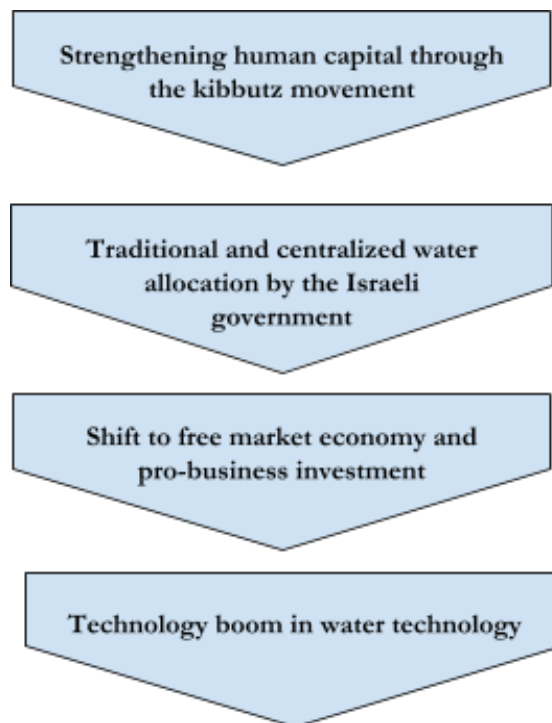 Strengthening human capital through
the kibbutz movement
Traditional and centralized water
allocation by the Israeli
government
Shift to free market economy and
pro-business investment
Technology boom in water technology